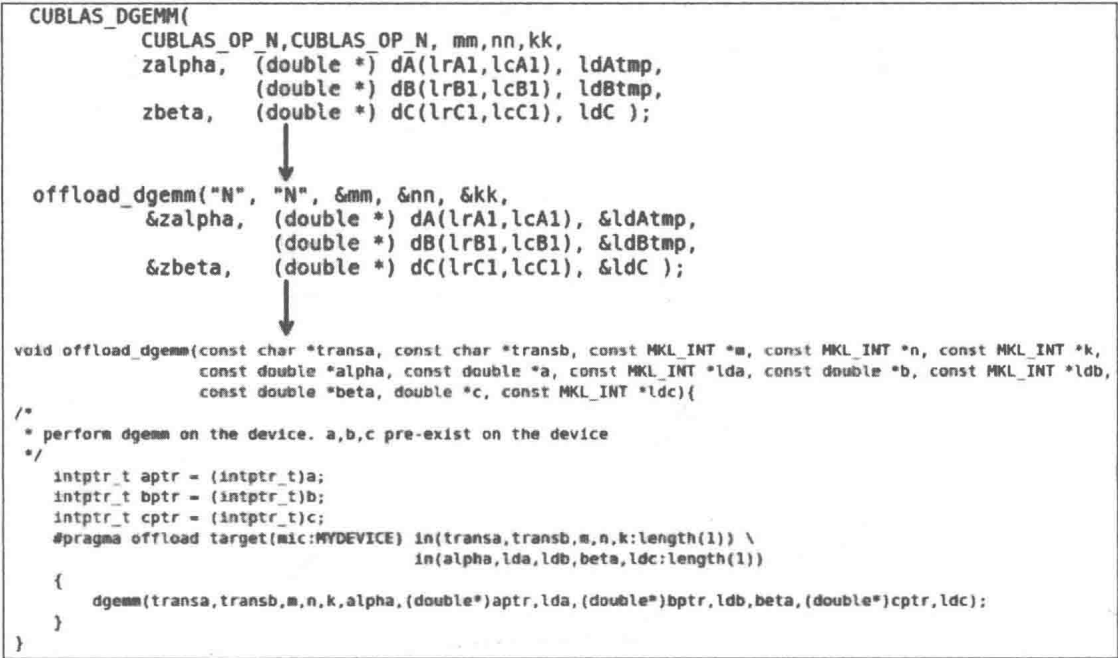 CUBLAS_DGEMM(
CUBLAS_OP_N,CUBLAS_OP_N, mm,nn,kk,
zalpha, (double *) dA(lrA1,lcA1), ldAtmp,
(double *) dB(lrB1,lcB1), ldBtmp,
zbeta, (double *) dC(lrC1,lcC1), ldC );
offload_dgemm("N", "N", &mm, &nn, &kk,
&zalpha, (double *) dA(lrA1,lcA1), &ldAtmp,
(double *) dB(lrB1,lcB1), &ldBtmp,
&zbeta, (double *) dC(lrC1,lcC1), &ldC );
void offload_dgemm(const char *transa, const char *transb, const MKL_INT *m, const MKL_INT *n, const MKL_INT *k,
const double *alpha, const double *a, const MKL_INT *lda, const double *b, const MKL_INT *ldb,
const double *beta, double *c, const MKL_INT *ldc){
/*
* perform dgemm on the device. a,b,c pre-exist on the device
*/
intptr_t aptr = (intptr_t)a;
intptr_t bptr = (intptr_t)b;
intptr_t cptr = (intptr_t)c;
#pragma offload target(mic:MYDEVICE) in(transa,transb,m,n,k:length(1)) \
in(alpha,lda,ldb,beta,ldc:length(1))
{
dgemm(transa,transb,m,n,k,alpha,(double*)aptr,lda,(double*)bptr,ldb,beta,(double*)cptr,ldc);
}
}